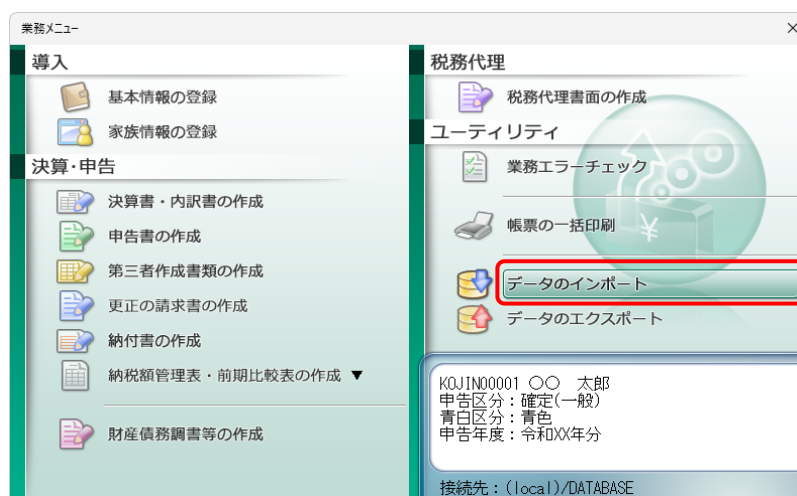 業務メニュー
導入
基本情報の登録
家族情報の登録
決算・申告
決算書・内訳書の作成
申告書の作成
第三者作成書類の作成
更正の請求書の作成
納付書の作成
納税額管理表・前期比較表の作成 ▼
財産債務調書等の作成
税務代理
税務代理書面の作成
ユーティリティ
業務エラーチェック
帳票の一括印刷
データのインポート
データのエクスポート
KOJIN00001 〇〇 太郎
申告区分：確定(一般)
青白区分：青色
申告年度：令和XX年分
接続先：(local)/DATABASE